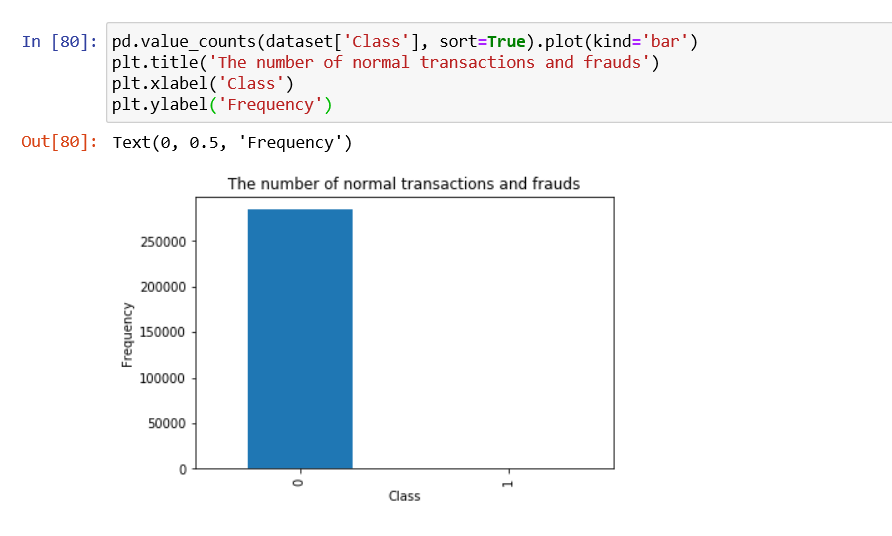 In [80]: pd.value_counts(dataset['Class'], sort=True).plot(kind='bar')
plt.title('The number of normal transactions and frauds')
plt.xlabel('Class')
plt.ylabel('Frequency')
Out[80]: Text(0, 0.5, 'Frequency')
The number of normal transactions and frauds
250000
200000
150000
100000
50000
0
Frequency
0
1
Class